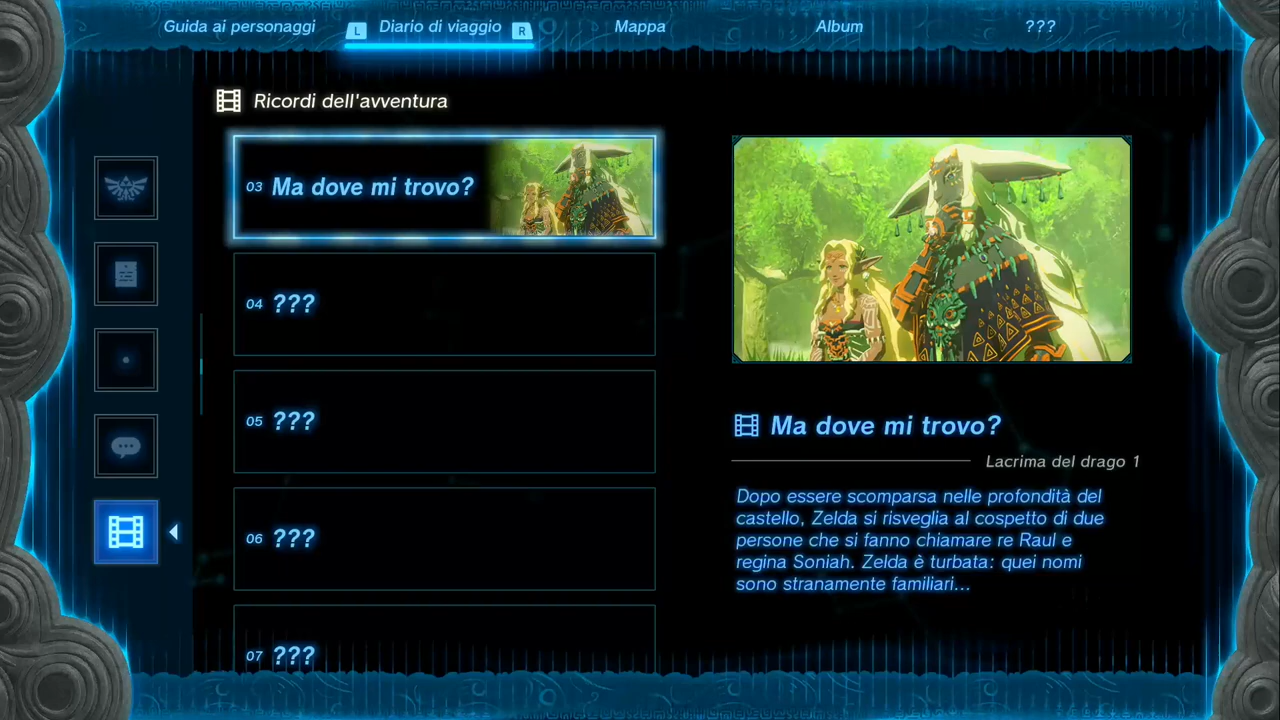 Guida ai personaggi
L Diario di viaggio R
Mappa
Album
???
Ricordi dell'avventura
03 Ma dove mi trovo?
04 ???
05 ???
06 ???
07 ???
Ma dove mi trovo?
Lacrima del drago 1
Dopo essere scomparsa nelle profondità del
castello, Zelda si risveglia al cospetto di due
persone che si fanno chiamare re Raul e
regina Soniah. Zelda è turbata: quei nomi
sono stranamente familiari...